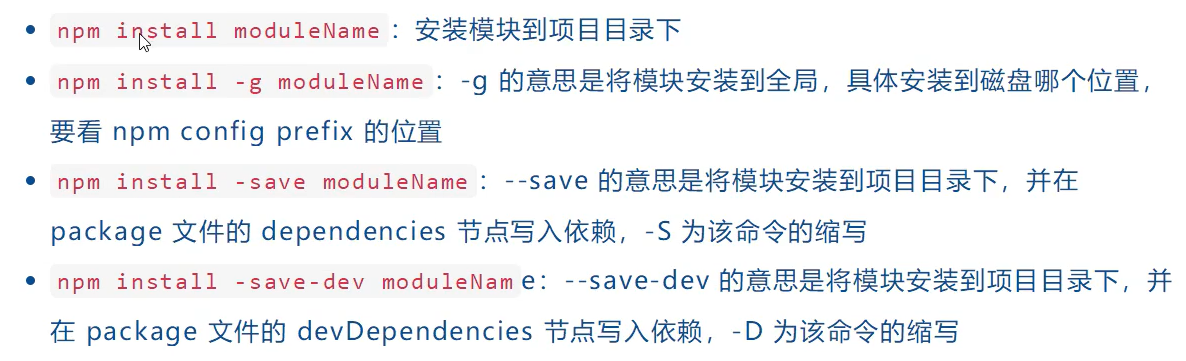 npm install moduleName：安装模块到项目目录下
npm install -g moduleName：-g 的意思是将模块安装到全局，具体安装到磁盘哪个位置，
要看 npm config prefix 的位置
npm install -save moduleName：--save 的意思是将模块安装到项目目录下，并在
package 文件的 dependencies 节点写入依赖，-S 为该命令的缩写
npm install -save-dev moduleName：--save-dev 的意思是将模块安装到项目目录下，并
在 package 文件的 devDependencies 节点写入依赖，-D 为该命令的缩写